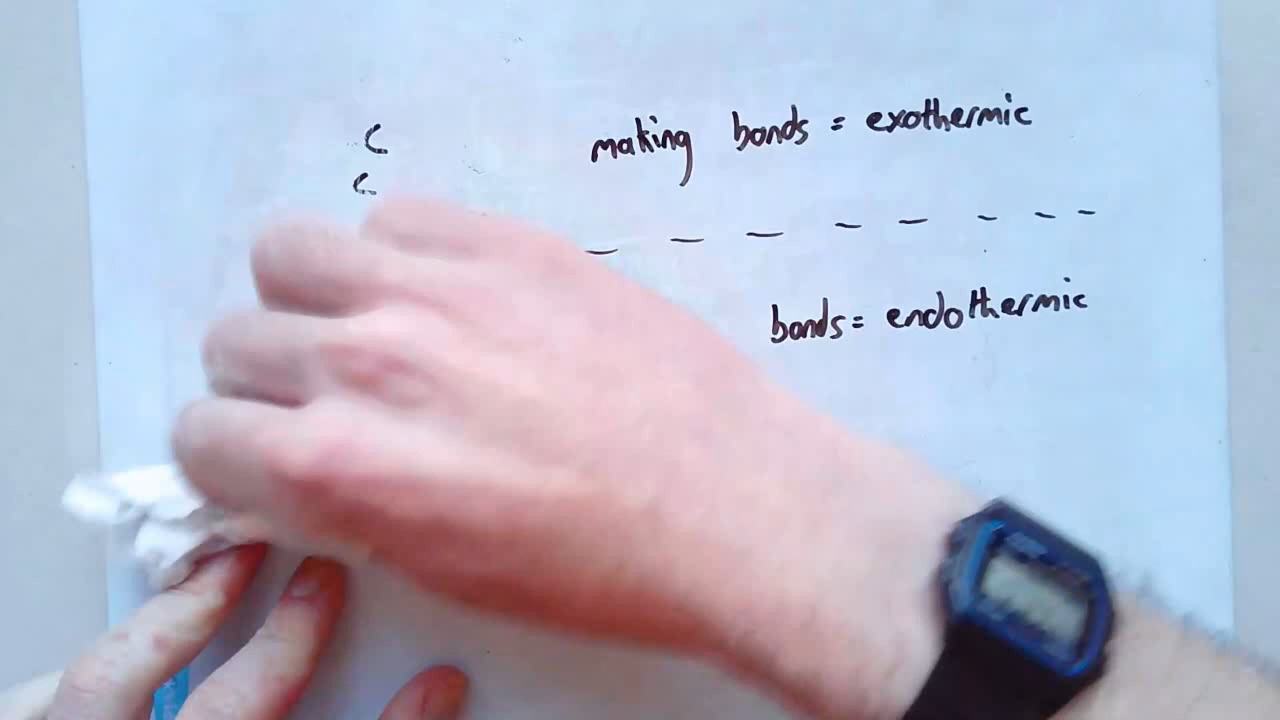 making bonds = exothermic
- - - - - - - -
bonds = endothermic